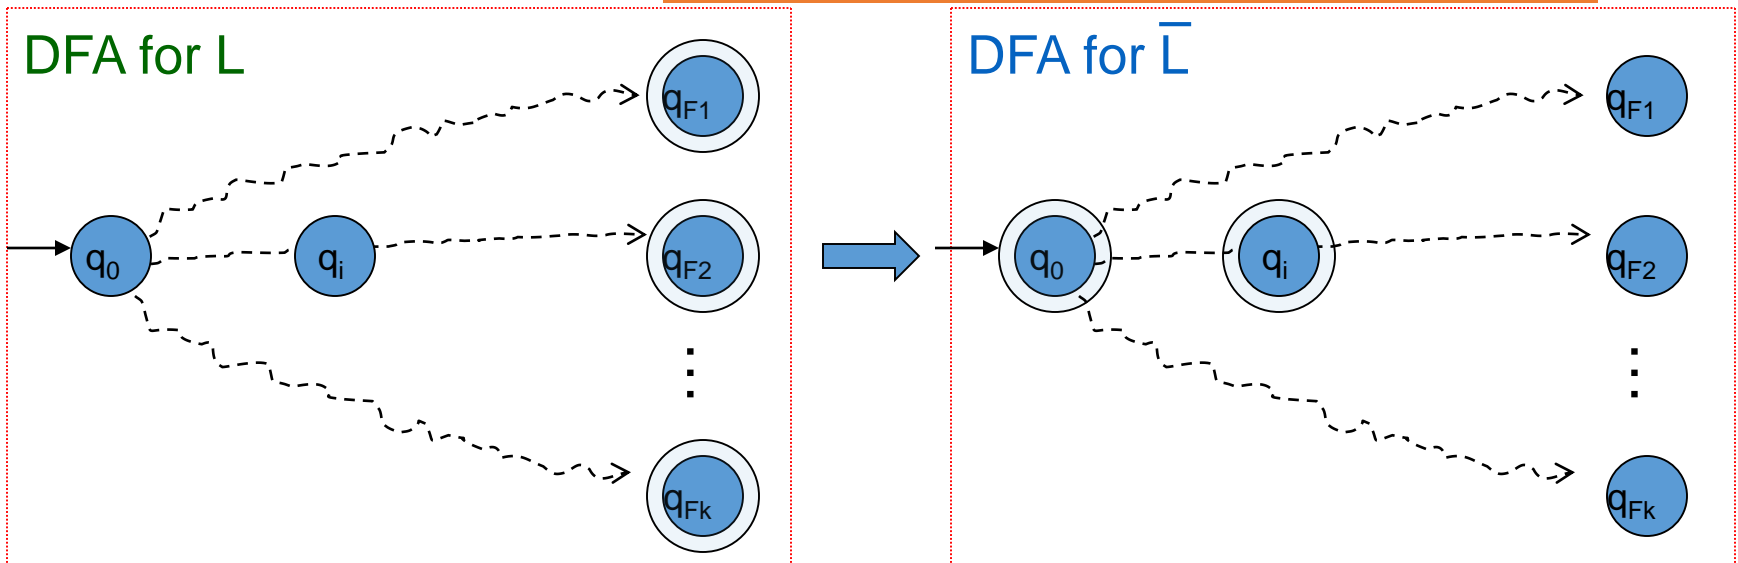 DFA for L
q0
qi
qF1
qF2
⋮
qFk
DFA for L̅
q0
qi
qF1
qF2
⋮
qFk